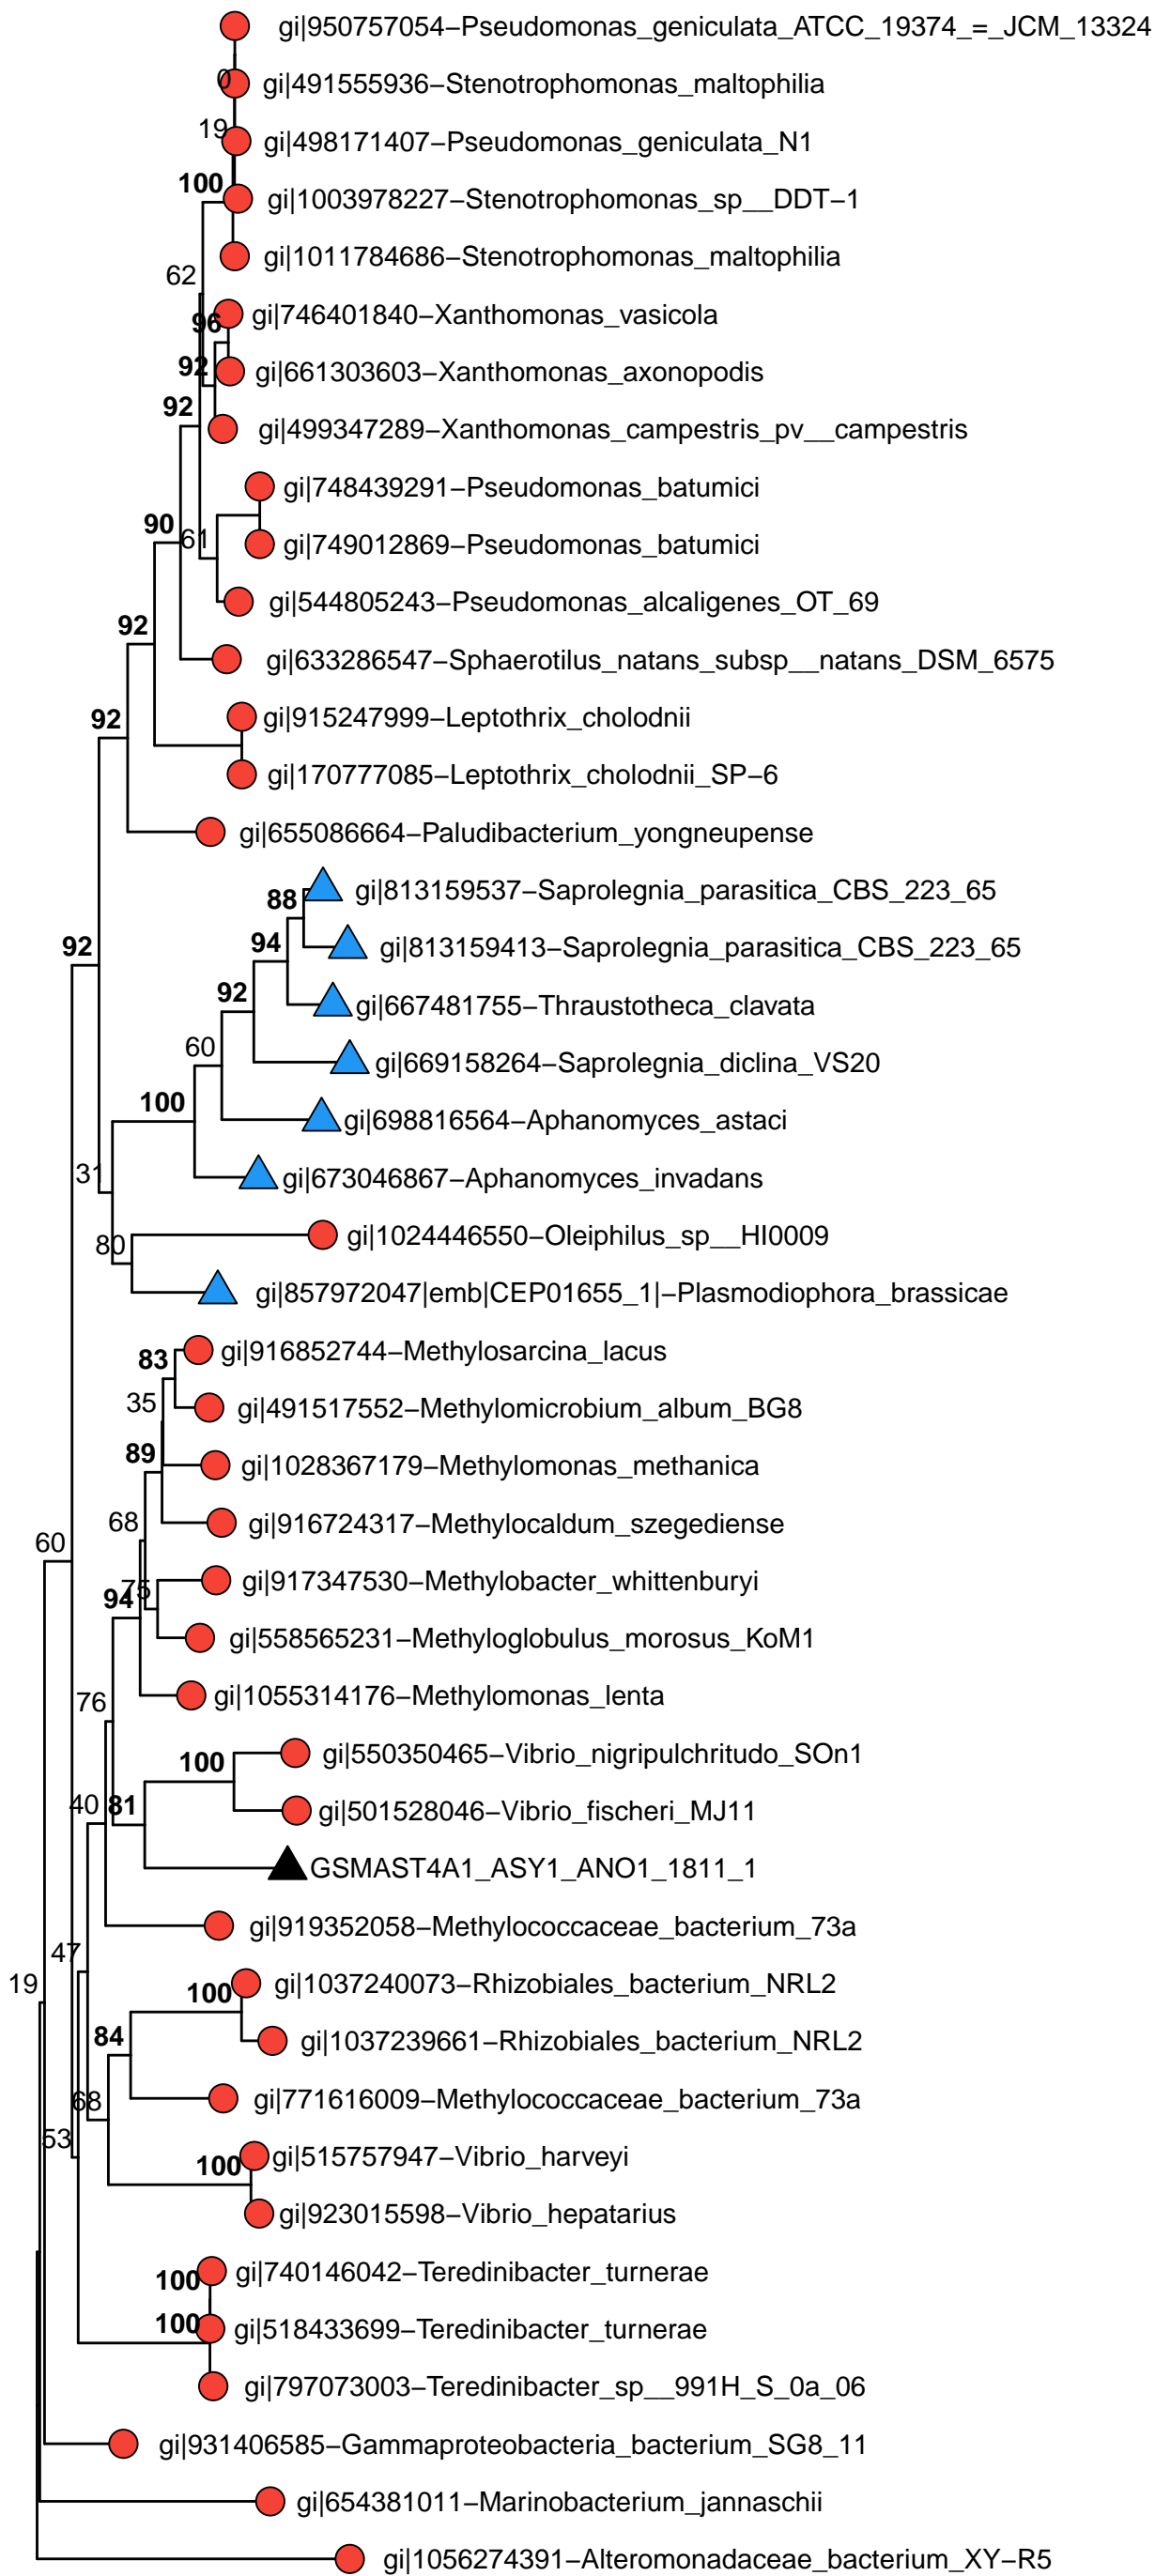 gi|950757054–Pseudomonas_geniculata_ATCC_19374_=_JCM_13324
0
gi|491555936–Stenotrophomonas_maltophilia
19
gi|498171407–Pseudomonas_geniculata_N1
100
gi|1003978227–Stenotrophomonas_sp__DDT–1
gi|1011784686–Stenotrophomonas_maltophilia
62
96
gi|746401840–Xanthomonas_vasicola
92
gi|661303603–Xanthomonas_axonopodis
92
gi|499347289–Xanthomonas_campestris_pv__campestris
gi|748439291–Pseudomonas_batumici
90
61
gi|749012869–Pseudomonas_batumici
gi|544805243–Pseudomonas_alcaligenes_OT_69
92
gi|633286547–Sphaerotilus_natans_subsp__natans_DSM_6575
92
gi|915247999–Leptothrix_cholodnii
gi|170777085–Leptothrix_cholodnii_SP–6
gi|655086664–Paludibacterium_yongneupense
88
gi|813159537–Saprolegnia_parasitica_CBS_223_65
92
94
gi|813159413–Saprolegnia_parasitica_CBS_223_65
92
gi|667481755–Thraustotheca_clavata
60
gi|669158264–Saprolegnia_diclina_VS20
100
gi|698816564–Aphanomyces_astaci
31
gi|673046867–Aphanomyces_invadans
80
gi|1024446550–Oleiphilus_sp__HI0009
gi|857972047|emb|CEP01655_1|–Plasmodiophora_brassicae
83
gi|916852744–Methylosarcina_lacus
35
gi|491517552–Methylomicrobium_album_BG8
89
gi|1028367179–Methylomonas_methanica
68
gi|916724317–Methylocaldum_szegediense
60
75
gi|917347530–Methylobacter_whittenburyi
94
gi|558565231–Methyloglobulus_morosus_KoM1
76
gi|1055314176–Methylomonas_lenta
100
gi|550350465–Vibrio_nigripulchritudo_SOn1
40
81
gi|501528046–Vibrio_fischeri_MJ11
GSMAST4A1_ASY1_ANO1_1811_1
47
gi|919352058–Methylococcaceae_bacterium_73a
19
100
gi|1037240073–Rhizobiales_bacterium_NRL2
84
gi|1037239661–Rhizobiales_bacterium_NRL2
68
gi|771616009–Methylococcaceae_bacterium_73a
53
100
gi|515757947–Vibrio_harveyi
gi|923015598–Vibrio_hepatarius
100
gi|740146042–Teredinibacter_turnerae
100
gi|518433699–Teredinibacter_turnerae
gi|797073003–Teredinibacter_sp__991H_S_0a_06
gi|931406585–Gammaproteobacteria_bacterium_SG8_11
gi|654381011–Marinobacterium_jannaschii
gi|1056274391–Alteromonadaceae_bacterium_XY–R5